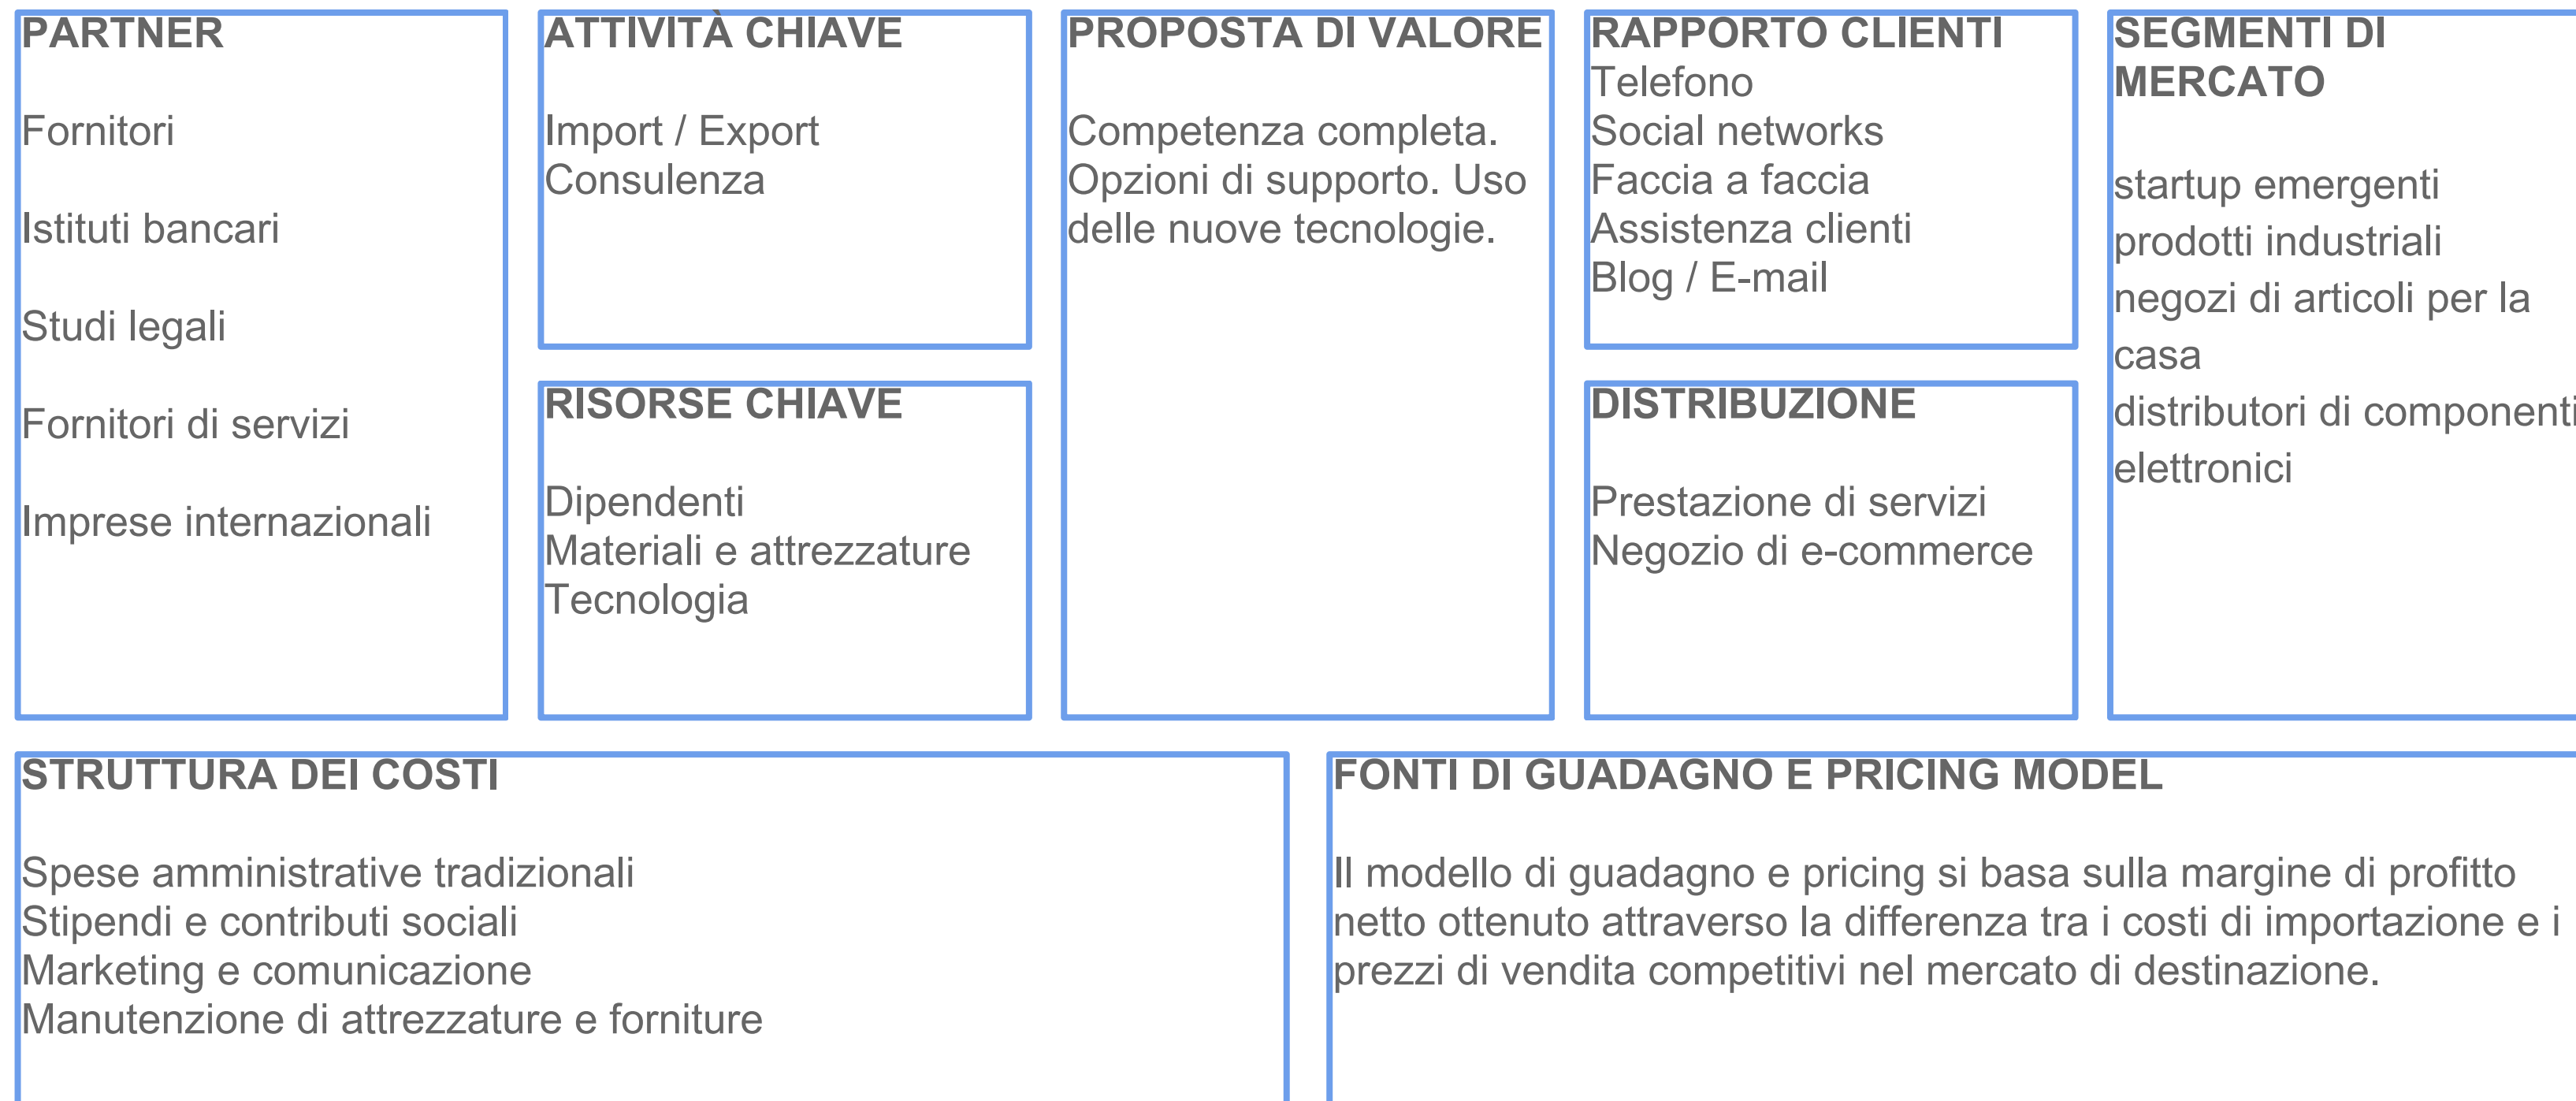 PARTNER
Fornitori
Istituti bancari
Studi legali
Fornitori di servizi
Imprese internazionali
ATTIVITÀ CHIAVE
Import / Export
Consulenza
RISORSE CHIAVE
Dipendenti
Materiali e attrezzature
Tecnologia
PROPOSTA DI VALORE
Competenza completa.
Opzioni di supporto. Uso
delle nuove tecnologie.
RAPPORTO CLIENTI
Telefono
Social networks
Faccia a faccia
Assistenza clienti
Blog / E-mail
DISTRIBUZIONE
Prestazione di servizi
Negozio di e-commerce
SEGMENTI DI
MERCATO
startup emergenti
prodotti industriali
negozi di articoli per la
casa
distributori di componenti
elettronici
STRUTTURA DEI COSTI
Spese amministrative tradizionali
Stipendi e contributi sociali
Marketing e comunicazione
Manutenzione di attrezzature e forniture
FONTI DI GUADAGNO E PRICING MODEL
Il modello di guadagno e pricing si basa sulla margine di profitto
netto ottenuto attraverso la differenza tra i costi di importazione e i
prezzi di vendita competitivi nel mercato di destinazione.